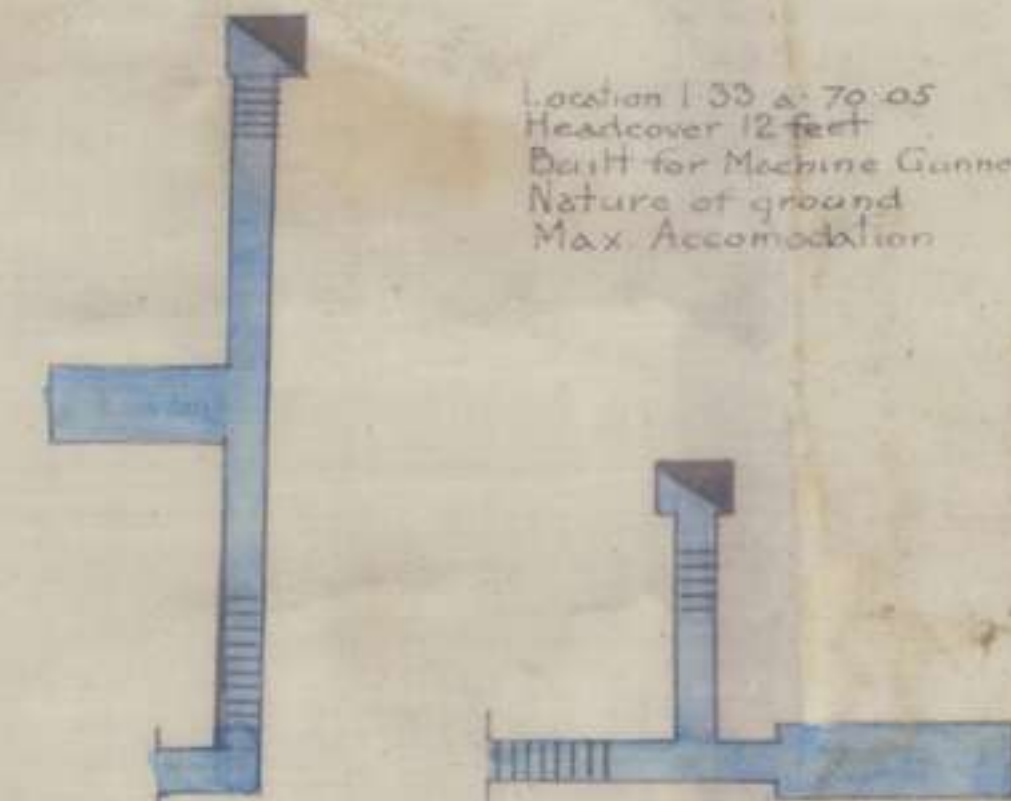 Location I 33 a. 70.05
Headcover 12 feet
Built for Machine Gunne
Nature of ground
Max. Accomodation